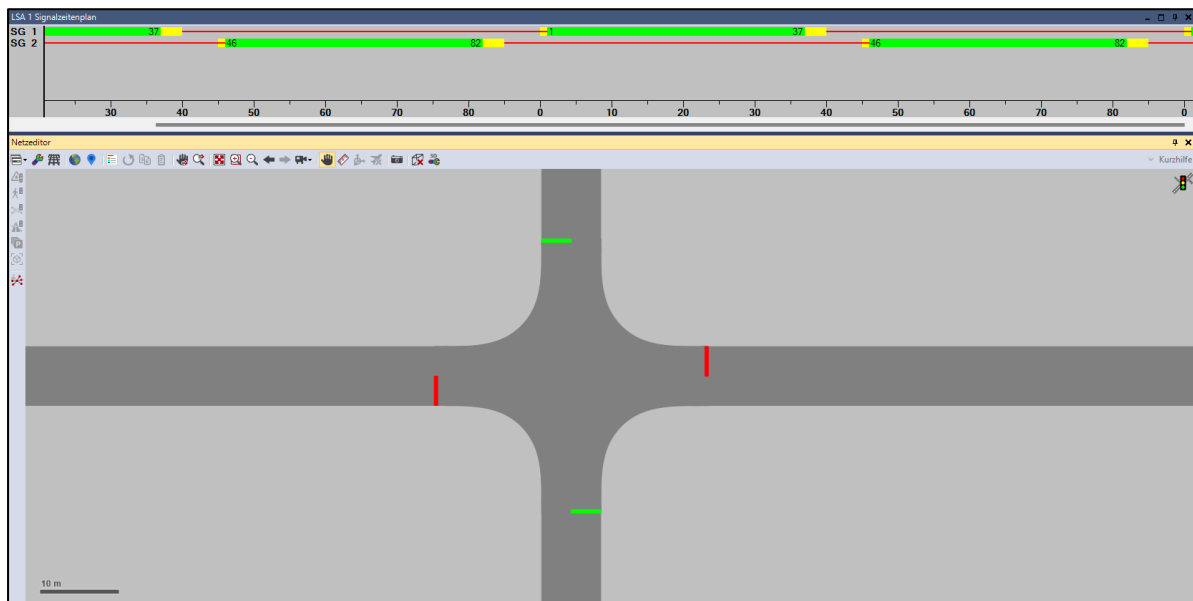 LSA 1 Signalzeitenplan
SG 1 37 1 37
SG 2 46 82 46 82
30 40 50 60 70 80 0 10 20 30 40 50 60 70 80 0
Netzeditor
Kurzhilfe
10 m